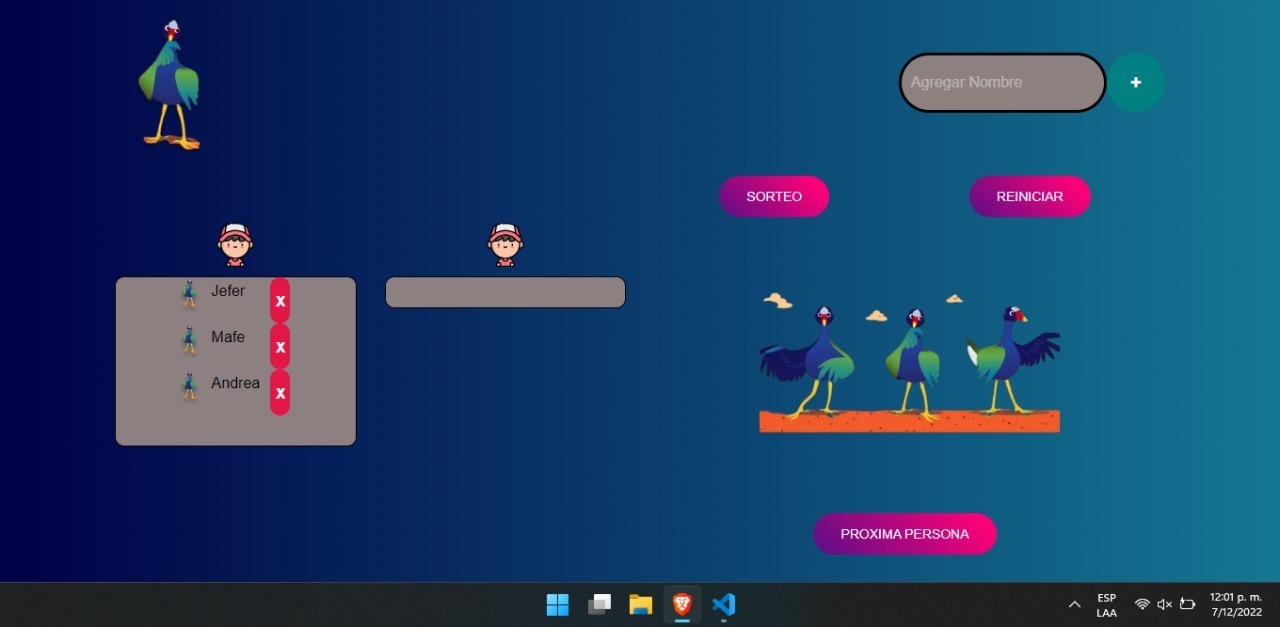 Agregar Nombre
+
SORTEO
REINICIAR
Jefer
X
Mafe
X
Andrea
X
PROXIMA PERSONA
ESP
LAA
12:01 p. m.
7/12/2022